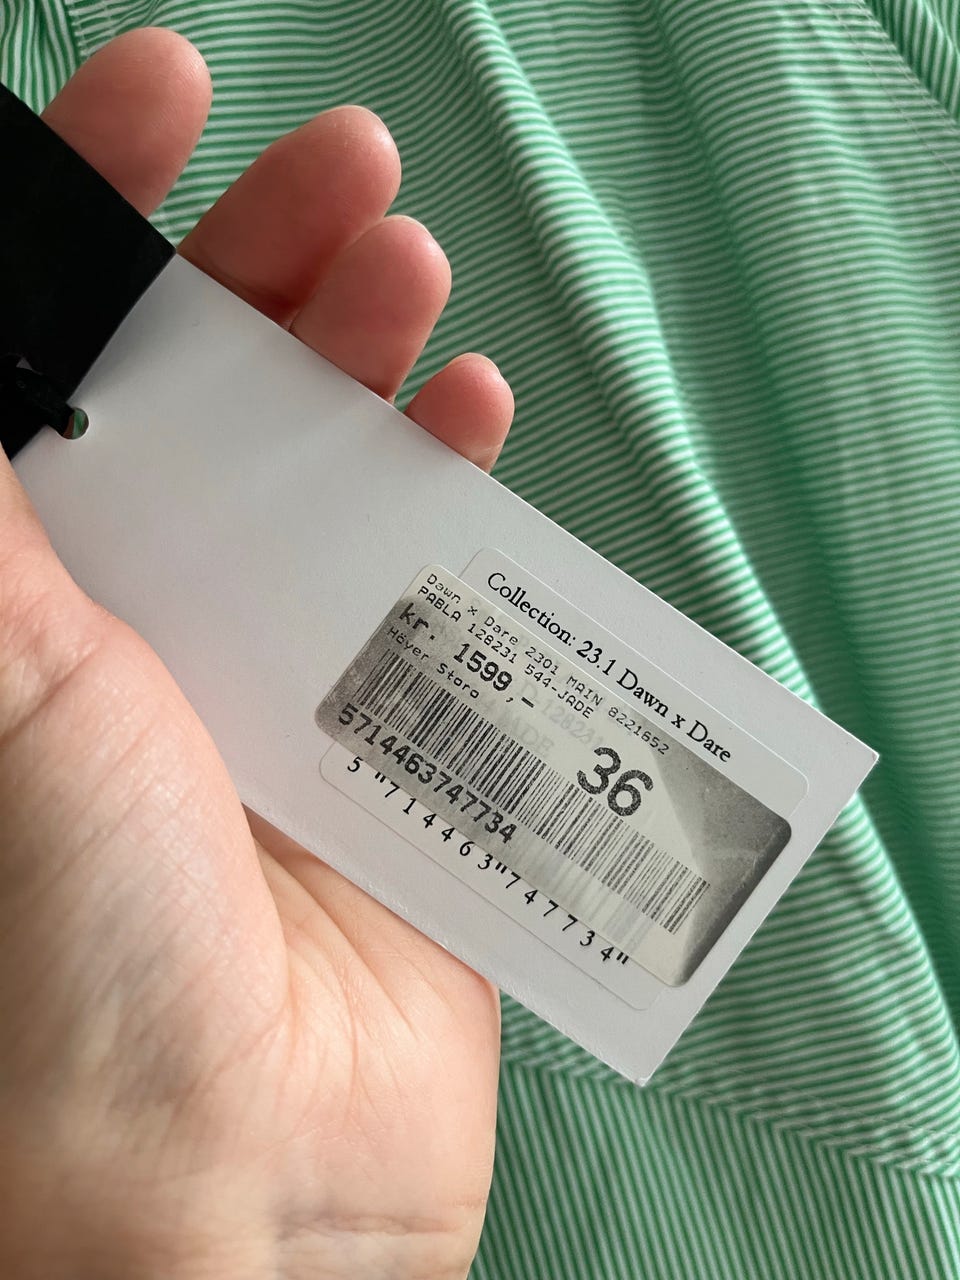 Collection: 23.1 Dawn x Dare
Dawn x Dare 2301 MAIN 8221652
PABLA 128231 544-JADE
kr. 1599,-
Höyer Storo
36
5714463747734
5 "714463"747734"